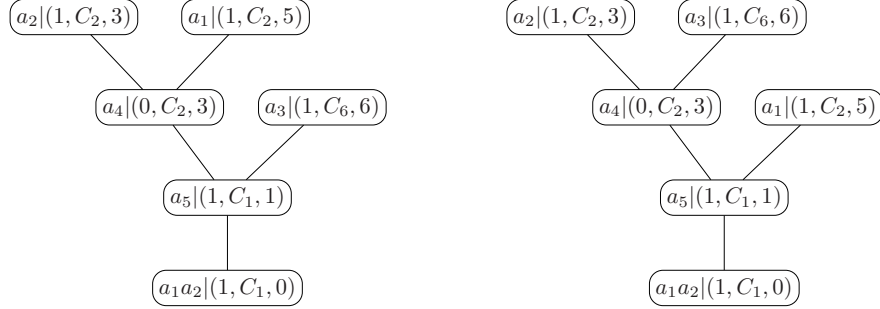 a₂|(1, C₂, 3) a₁|(1, C₂, 5) a₂|(1, C₂, 3) a₃|(1, C₆, 6)
a₄|(0, C₂, 3) a₃|(1, C₆, 6) a₄|(0, C₂, 3) a₁|(1, C₂, 5)
a₅|(1, C₁, 1) a₅|(1, C₁, 1)
a₁a₂|(1, C₁, 0) a₁a₂|(1, C₁, 0)